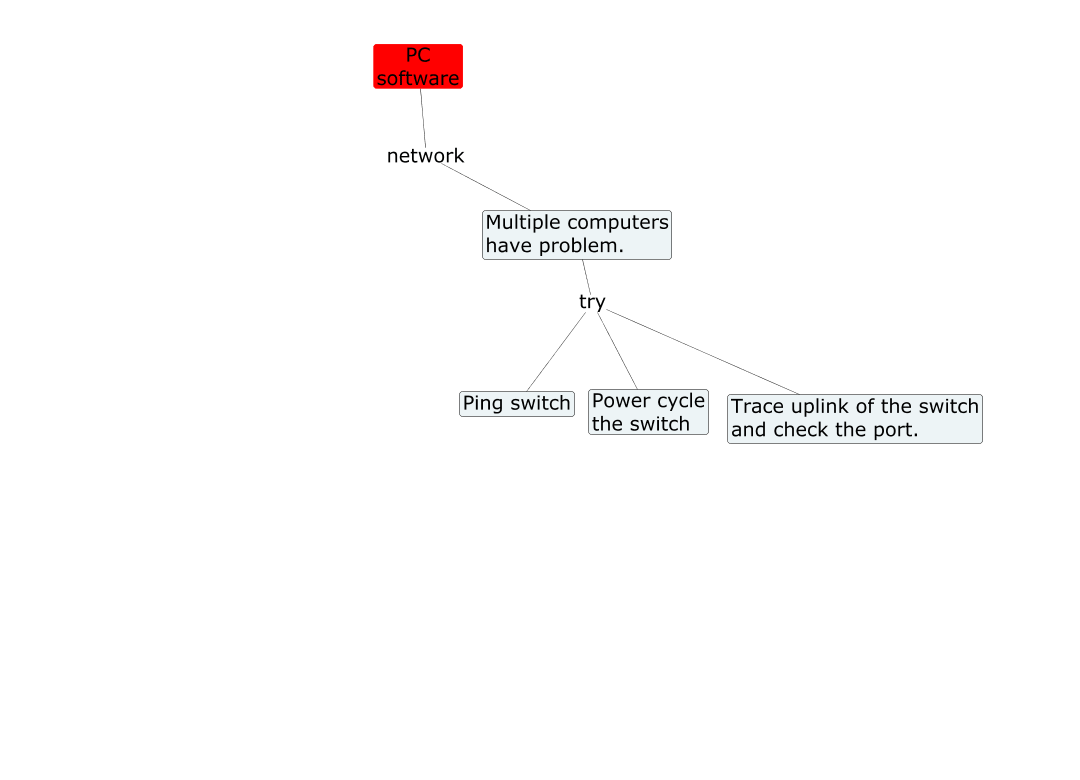 PC
software
network
Multiple computers
have problem.
try
Ping switch
Power cycle
the switch
Trace uplink of the switch
and check the port.